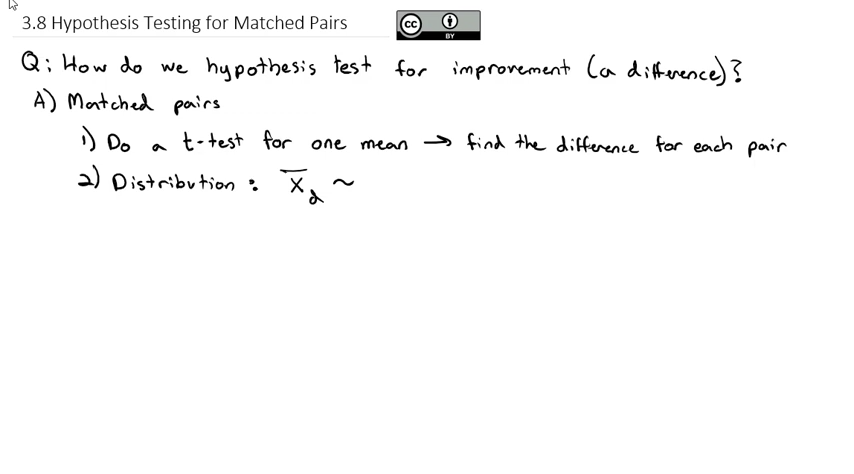 3.8 Hypothesis Testing for Matched Pairs
cc BY
Q: How do we hypothesis test for improvement (a difference)?
A) Matched pairs
1) Do a t-test for one mean → find the difference for each pair
2) Distribution: X̄_d ~